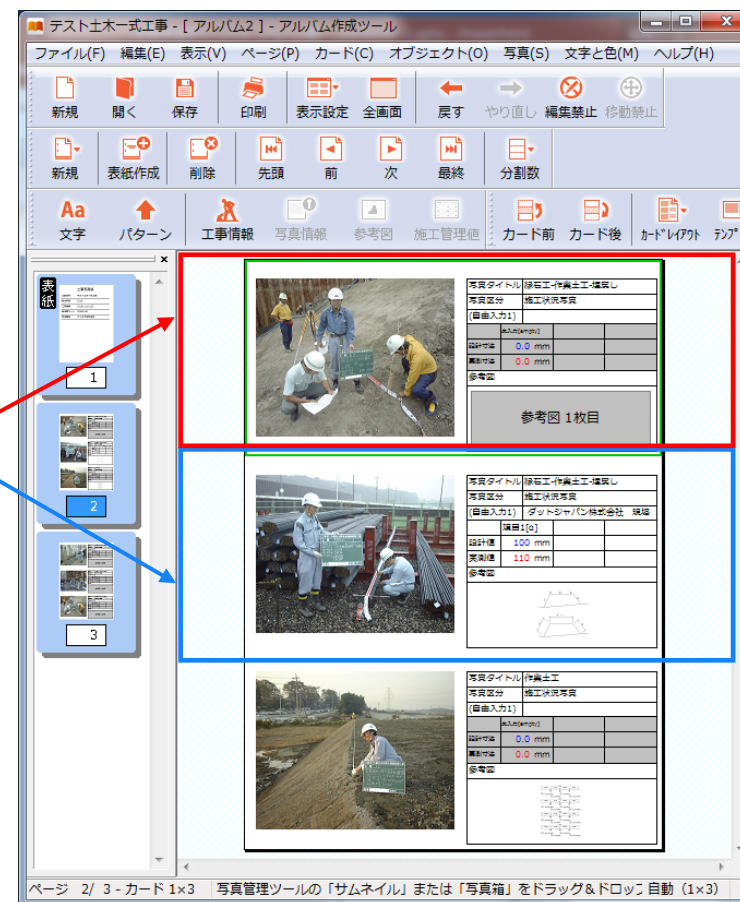 テスト土木一式工事 - [ アルバム2 ] - アルバム作成ツール
ファイル(F) 編集(E) 表示(V) ページ(P) カード(C) オブジェクト(O) 写真(S) 文字と色(M) ヘルプ(H)
新規 開く 保存 印刷 表示設定 全画面 戻す やり直し 編集禁止 移動禁止
新規 表紙作成 削除 先頭 前 次 最終 分割数
Aa
文字 パターン 工事情報 写真情報 参考図 施工管理値 カード前 カード後 ｶｰﾄﾞﾚｲｱｳﾄ ﾃﾝﾌﾟ
表紙
1
2
3
写真タイトル 縁石工-作業土工-埋戻し
写真区分 施工状況写真
(自由入力1)
未入力[empty]
設計寸法 0.0 mm
実測寸法 0.0 mm
参考図
参考図 1枚目
写真タイトル 縁石工-作業土工-埋戻し
写真区分 施工状況写真
(自由入力1) ダットジャパン株式会社 現場
項目1[a]
設計値 100 mm
実測値 110 mm
参考図
写真タイトル 作業土工
写真区分 施工状況写真
(自由入力1)
未入力[empty]
設計寸法 0.0 mm
実測寸法 0.0 mm
参考図
ページ 2/ 3 - カード 1×3 写真管理ツールの「サムネイル」または「写真箱」をドラッグ&ドロップ 自動 (1×3)